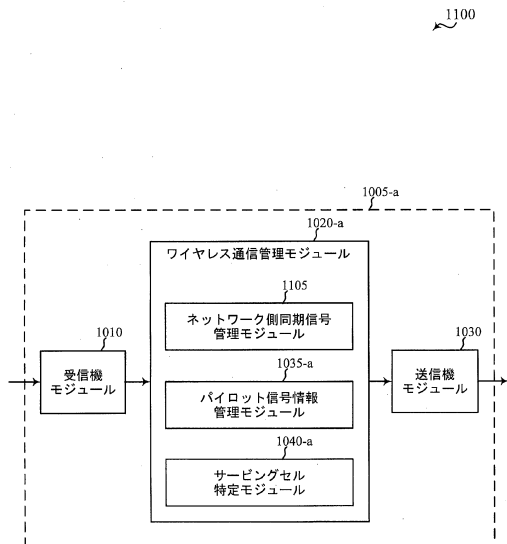 1100
1005-a
1020-a
ワイヤレス通信管理モジュール
1105
ネットワーク側同期信号
管理モジュール
1010
受信機
モジュール
1035-a
パイロット信号情報
管理モジュール
1030
送信機
モジュール
1040-a
サービングセル
特定モジュール